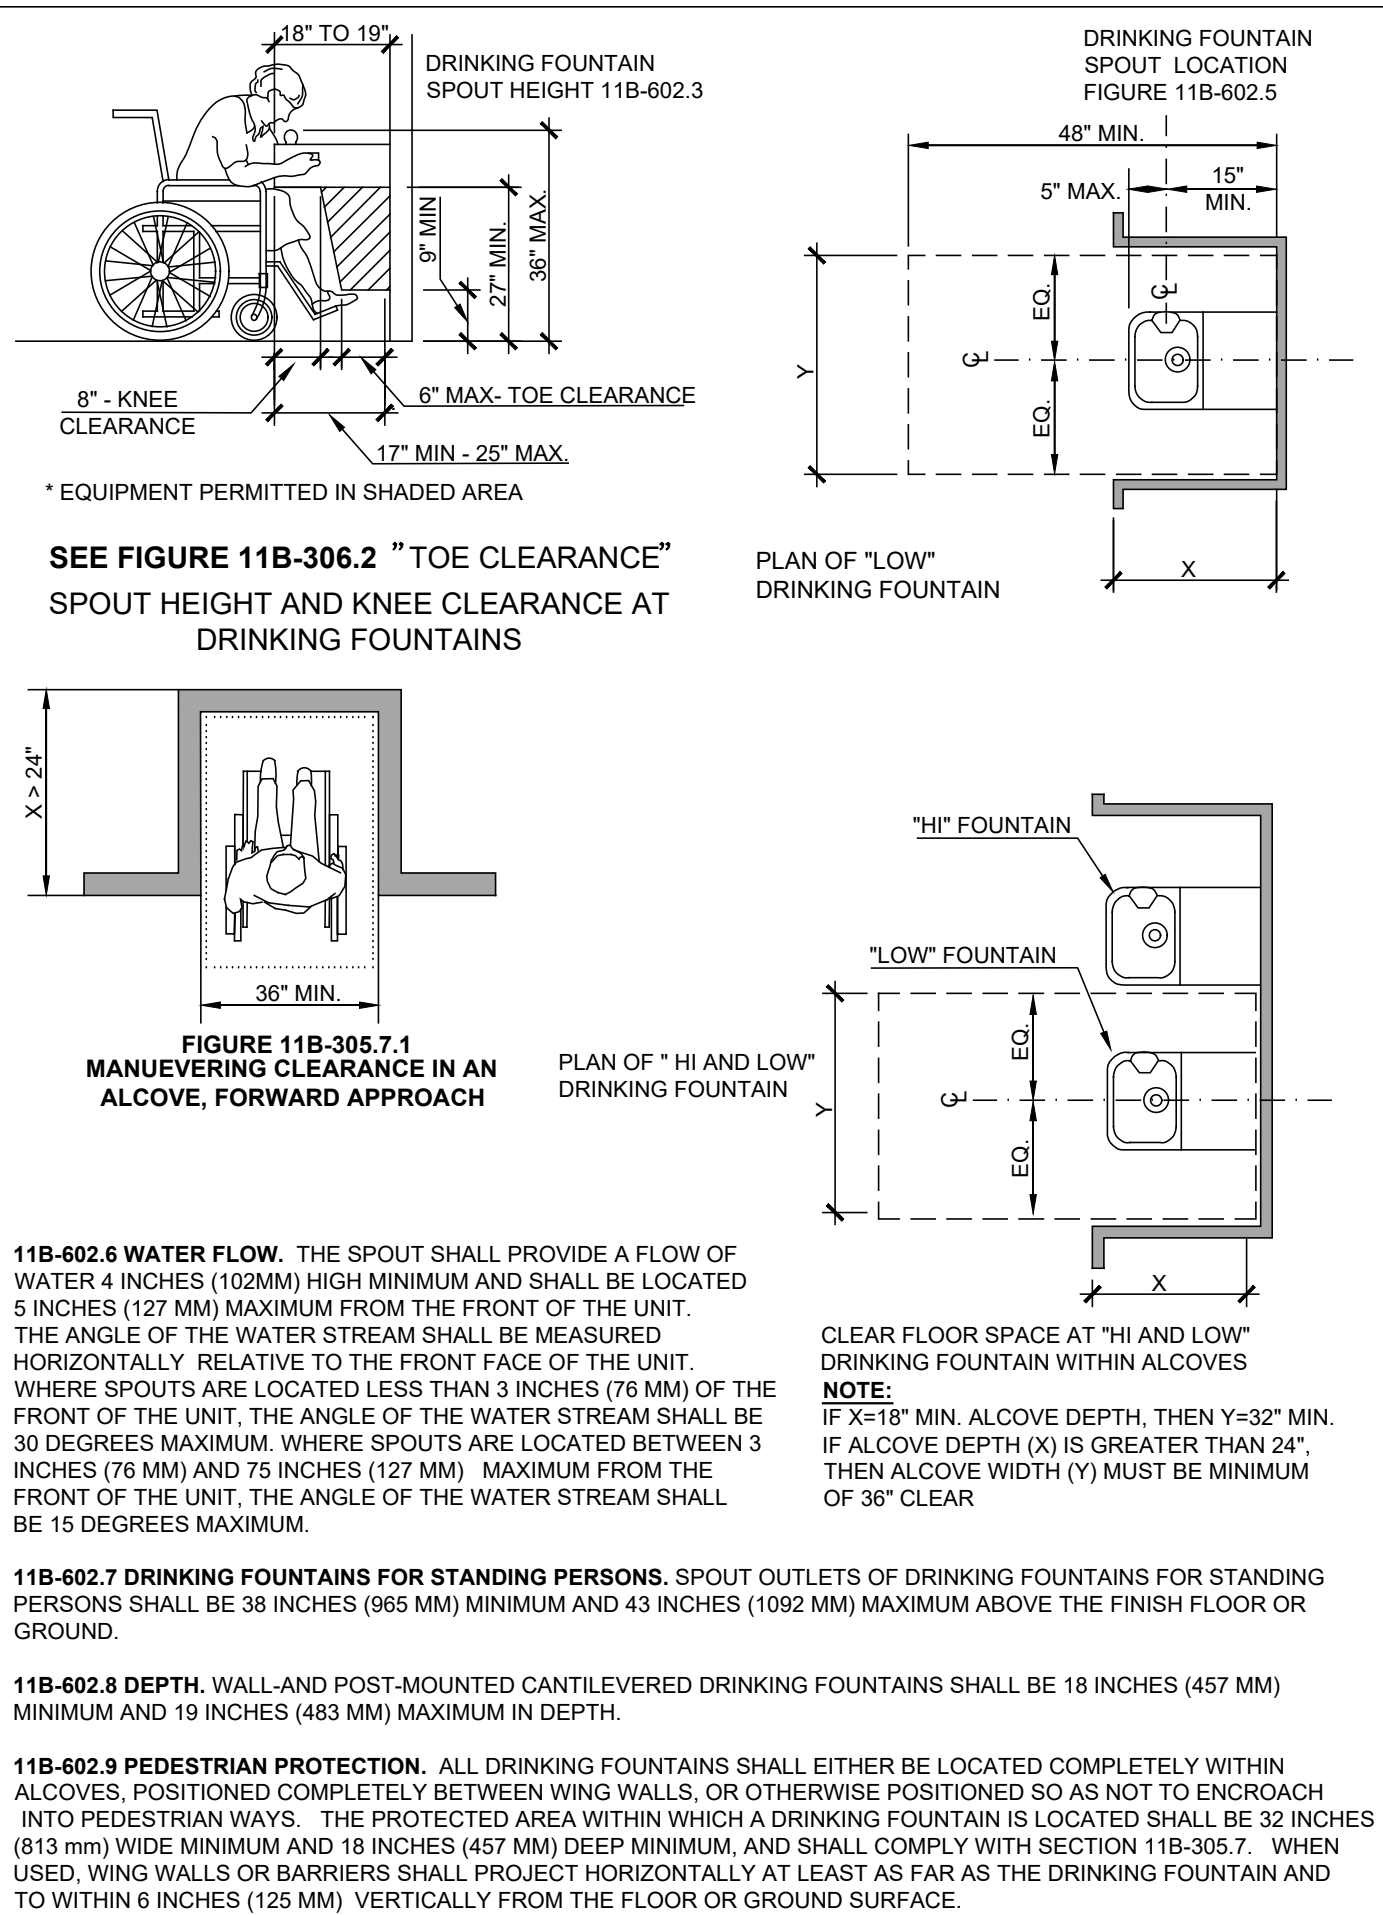 18" TO 19"
DRINKING FOUNTAIN
SPOUT HEIGHT 11B-602.3
9" MIN
27" MIN.
36" MAX.
8" - KNEE
CLEARANCE
6" MAX- TOE CLEARANCE
17" MIN - 25" MAX.
* EQUIPMENT PERMITTED IN SHADED AREA
SEE FIGURE 11B-306.2 ” TOE CLEARANCE”
SPOUT HEIGHT AND KNEE CLEARANCE AT
DRINKING FOUNTAINS
DRINKING FOUNTAIN
SPOUT LOCATION
FIGURE 11B-602.5
48" MIN.
5" MAX.
15"
MIN.
EQ.
CL
CL
Y
EQ.
X
PLAN OF "LOW"
DRINKING FOUNTAIN
X > 24"
36" MIN.
FIGURE 11B-305.7.1
MANUEVERING CLEARANCE IN AN
ALCOVE, FORWARD APPROACH
"HI" FOUNTAIN
"LOW" FOUNTAIN
EQ.
CL
Y
EQ.
X
PLAN OF " HI AND LOW"
DRINKING FOUNTAIN
11B-602.6 WATER FLOW. THE SPOUT SHALL PROVIDE A FLOW OF
WATER 4 INCHES (102MM) HIGH MINIMUM AND SHALL BE LOCATED
5 INCHES (127 MM) MAXIMUM FROM THE FRONT OF THE UNIT.
THE ANGLE OF THE WATER STREAM SHALL BE MEASURED
HORIZONTALLY RELATIVE TO THE FRONT FACE OF THE UNIT.
WHERE SPOUTS ARE LOCATED LESS THAN 3 INCHES (76 MM) OF THE
FRONT OF THE UNIT, THE ANGLE OF THE WATER STREAM SHALL BE
30 DEGREES MAXIMUM. WHERE SPOUTS ARE LOCATED BETWEEN 3
INCHES (76 MM) AND 75 INCHES (127 MM) MAXIMUM FROM THE
FRONT OF THE UNIT, THE ANGLE OF THE WATER STREAM SHALL
BE 15 DEGREES MAXIMUM.
CLEAR FLOOR SPACE AT "HI AND LOW"
DRINKING FOUNTAIN WITHIN ALCOVES
NOTE:
IF X=18" MIN. ALCOVE DEPTH, THEN Y=32" MIN.
IF ALCOVE DEPTH (X) IS GREATER THAN 24",
THEN ALCOVE WIDTH (Y) MUST BE MINIMUM
OF 36" CLEAR
11B-602.7 DRINKING FOUNTAINS FOR STANDING PERSONS. SPOUT OUTLETS OF DRINKING FOUNTAINS FOR STANDING
PERSONS SHALL BE 38 INCHES (965 MM) MINIMUM AND 43 INCHES (1092 MM) MAXIMUM ABOVE THE FINISH FLOOR OR
GROUND.
11B-602.8 DEPTH. WALL-AND POST-MOUNTED CANTILEVERED DRINKING FOUNTAINS SHALL BE 18 INCHES (457 MM)
MINIMUM AND 19 INCHES (483 MM) MAXIMUM IN DEPTH.
11B-602.9 PEDESTRIAN PROTECTION. ALL DRINKING FOUNTAINS SHALL EITHER BE LOCATED COMPLETELY WITHIN
ALCOVES, POSITIONED COMPLETELY BETWEEN WING WALLS, OR OTHERWISE POSITIONED SO AS NOT TO ENCROACH
INTO PEDESTRIAN WAYS. THE PROTECTED AREA WITHIN WHICH A DRINKING FOUNTAIN IS LOCATED SHALL BE 32 INCHES
(813 mm) WIDE MINIMUM AND 18 INCHES (457 MM) DEEP MINIMUM, AND SHALL COMPLY WITH SECTION 11B-305.7. WHEN
USED, WING WALLS OR BARRIERS SHALL PROJECT HORIZONTALLY AT LEAST AS FAR AS THE DRINKING FOUNTAIN AND
TO WITHIN 6 INCHES (125 MM) VERTICALLY FROM THE FLOOR OR GROUND SURFACE.